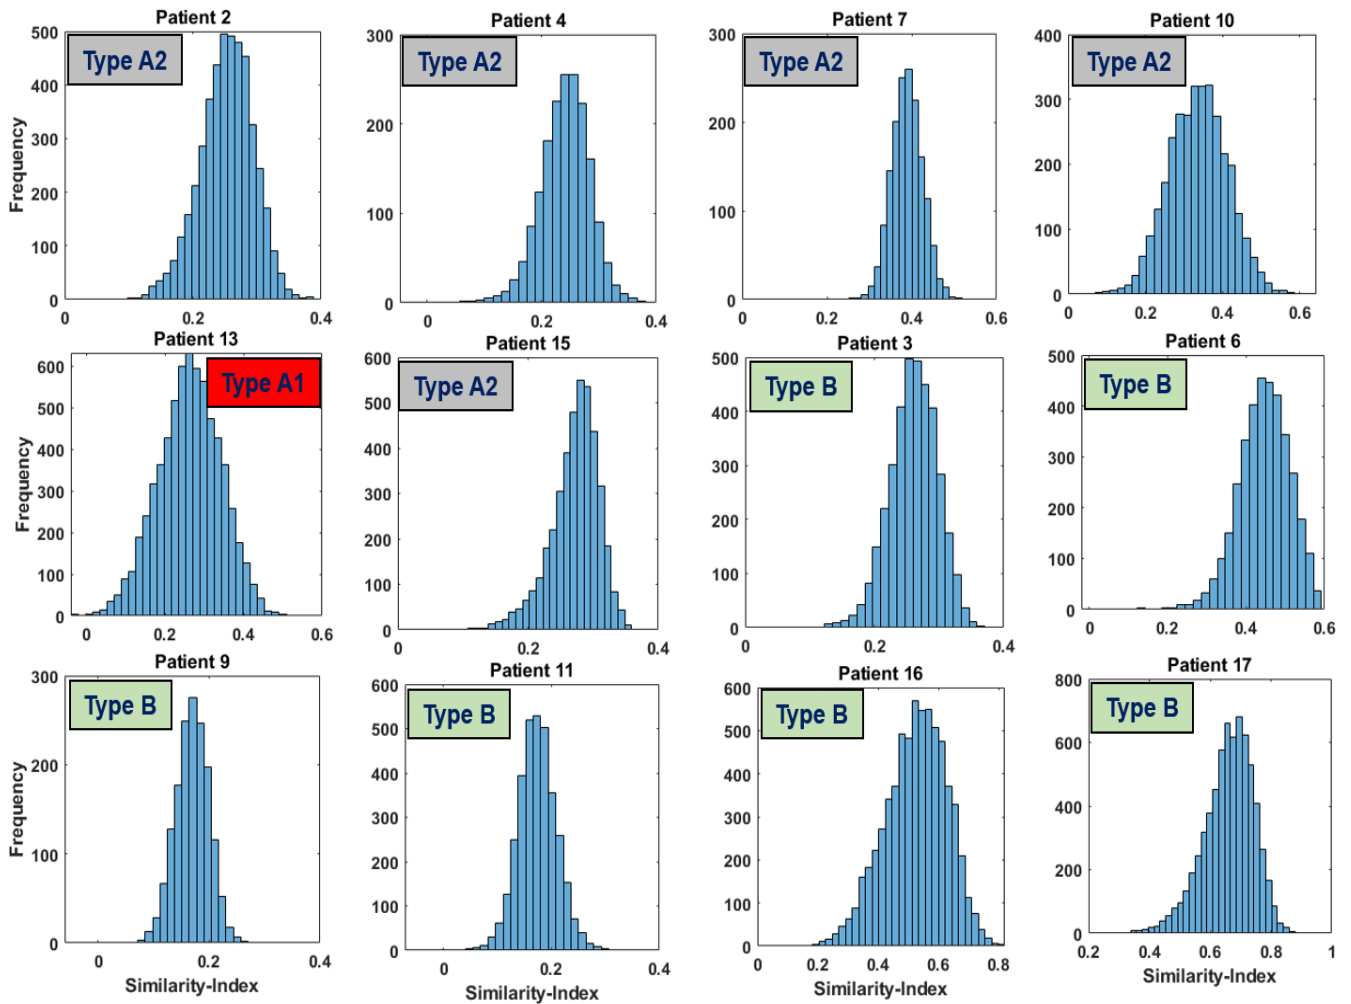 Patient 2
Type A2
500
400
300
200
100
0
Frequency
0 0.2 0.4
Patient 4
Type A2
300
200
100
0
0 0.2 0.4
Patient 7
Type A2
300
200
100
0
0 0.2 0.4 0.6
Patient 10
Type A2
400
300
200
100
0
0 0.2 0.4 0.6
Patient 13
Type A1
600
500
400
300
200
100
0
Frequency
0 0.2 0.4 0.6
Patient 15
Type A2
600
500
400
300
200
100
0
0 0.2 0.4
Patient 3
Type B
500
400
300
200
100
0
0 0.2 0.4
Patient 6
Type B
500
400
300
200
100
0
0 0.2 0.4 0.6
Patient 9
Type B
300
200
100
0
Frequency
0 0.2 0.4
Similarity-Index
Patient 11
Type B
600
500
400
300
200
100
0
0 0.2 0.4
Similarity-Index
Patient 16
Type B
600
500
400
300
200
100
0
0 0.2 0.4 0.6 0.8
Similarity-Index
Patient 17
Type B
800
600
400
200
0
0.2 0.4 0.6 0.8 1
Similarity-Index